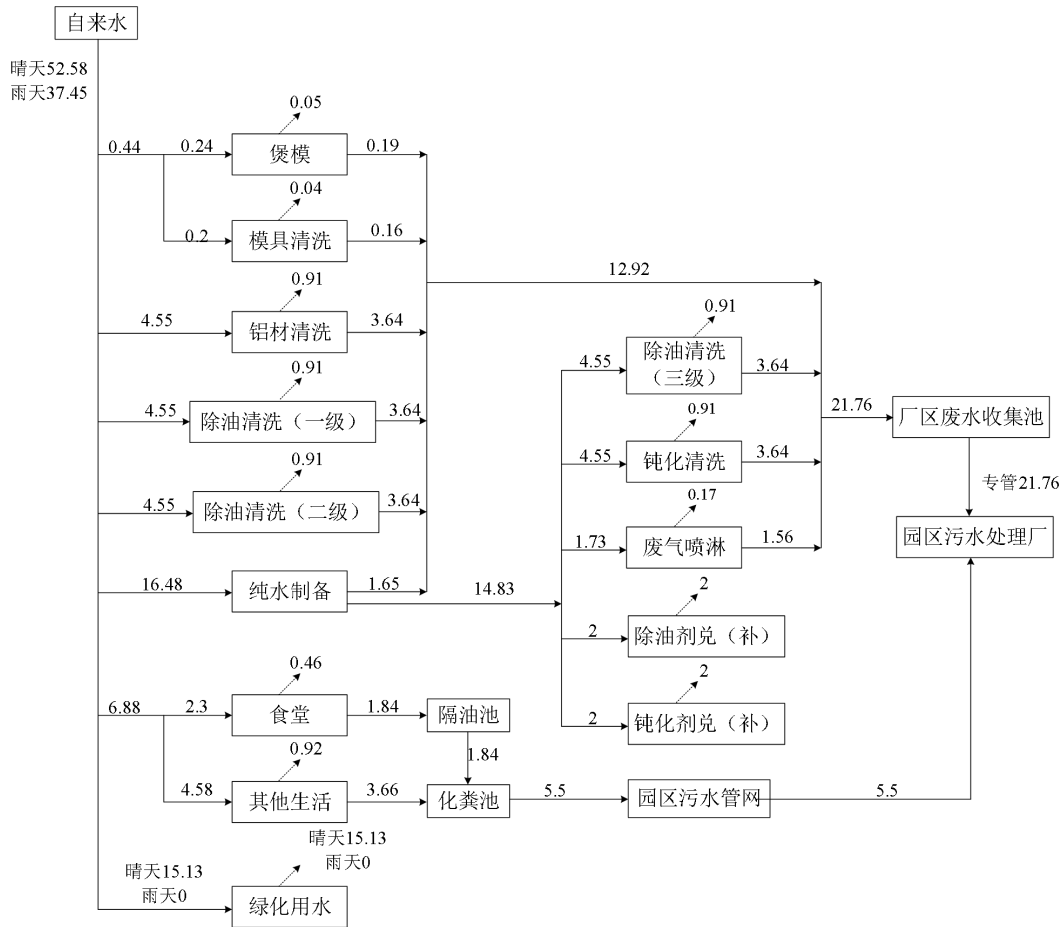 自来水
晴天52.58
雨天37.45
0.05
0.44
0.24
煲模
0.19
0.04
0.2
模具清洗
0.16
12.92
0.91
4.55
铝材清洗
3.64
0.91
4.55
除油清洗
（三级）
3.64
0.91
4.55
除油清洗（一级）
3.64
21.76
厂区废水收集池
0.91
4.55
钝化清洗
3.64
专管21.76
0.91
4.55
除油清洗（二级）
3.64
0.17
1.73
废气喷淋
1.56
园区污水处理厂
16.48
纯水制备
1.65
14.83
2
2
除油剂兑（补）
0.46
6.88
2.3
食堂
1.84
隔油池
2
2
钝化剂兑（补）
1.84
0.92
4.58
其他生活
3.66
化粪池
5.5
园区污水管网
5.5
晴天15.13
雨天0
晴天15.13
雨天0
绿化用水